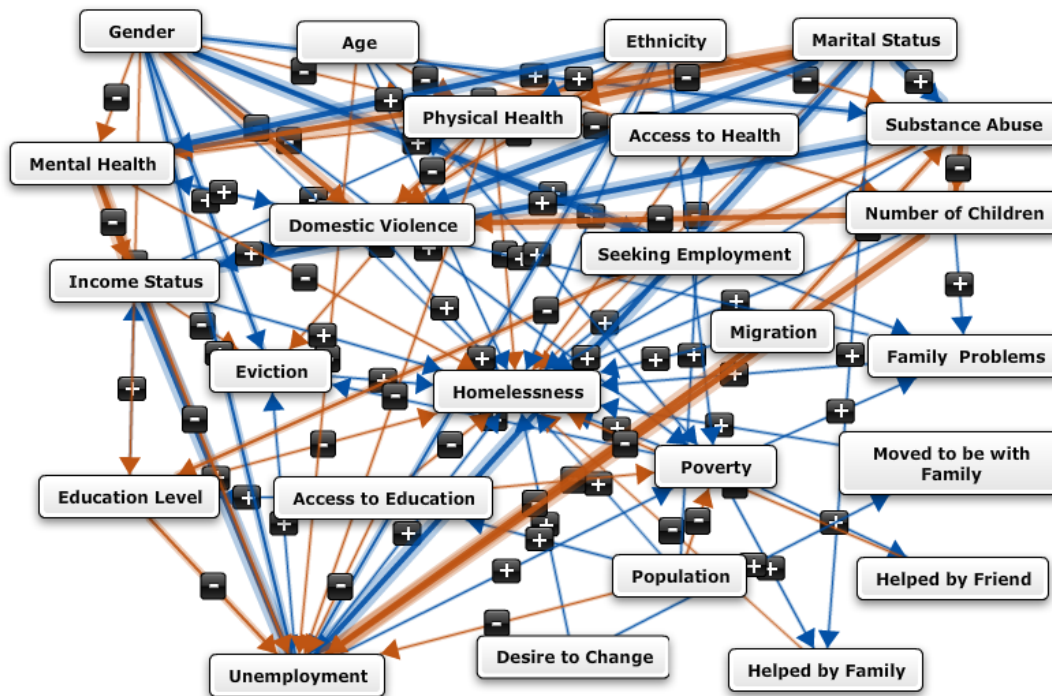 Gender
Age
Ethnicity
Marital Status
Physical Health
Access to Health
Substance Abuse
Mental Health
Domestic Violence
Number of Children
Seeking Employment
Income Status
Migration
Family Problems
Eviction
Homelessness
Poverty
Moved to be with
Family
Education Level
Access to Education
Population
Helped by Friend
Unemployment
Desire to Change
Helped by Family